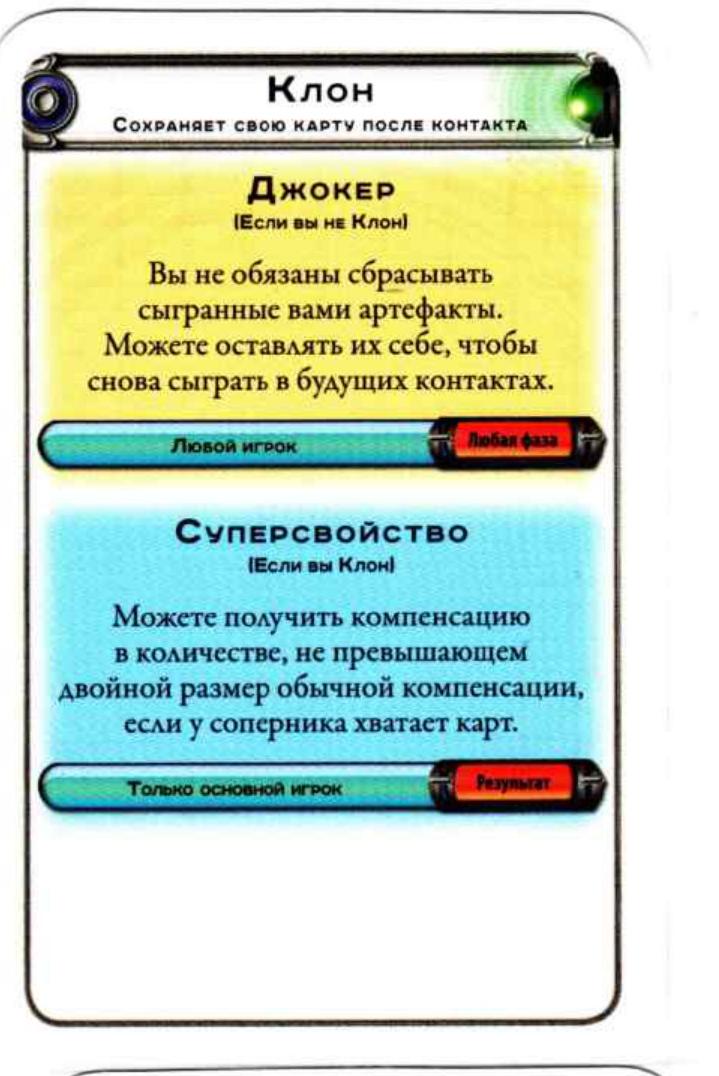 Клон
Сохраняет свою карту после контакта
Джокер
(Если вы не Клон)
Вы не обязаны сбрасывать
сыгранные вами артефакты.
Можете оставлять их себе, чтобы
снова сыграть в будущих контактах.
Любой игрок
Любая фаза
Суперсвойство
(Если вы Клон)
Можете получить компенсацию
в количестве, не превышающем
двойной размер обычной компенсации,
если у соперника хватает карт.
Только основной игрок
Результат